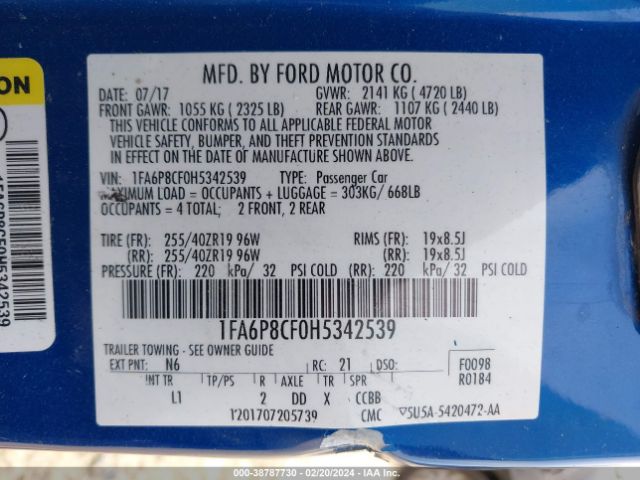 ON
1FA6P8CF0H5342539
MFD. BY FORD MOTOR CO.
DATE: 07/17 GVWR: 2141 KG ( 4720 LB)
FRONT GAWR: 1055 KG ( 2325 LB) REAR GAWR: 1107 KG ( 2440 LB)
THIS VEHICLE CONFORMS TO ALL APPLICABLE FEDERAL MOTOR
VEHICLE SAFETY, BUMPER, AND THEFT PREVENTION STANDARDS
IN EFFECT ON THE DATE OF MANUFACTURE SHOWN ABOVE.
VIN: 1FA6P8CF0H5342539 TYPE: Passenger Car
MAXIMUM LOAD = OCCUPANTS + LUGGAGE = 303KG/ 668LB
OCCUPANTS = 4 TOTAL; 2 FRONT, 2 REAR
TIRE (FR): 255/40ZR19 96W RIMS (FR): 19x8.5J
(RR): 255/40ZR19 96W (RR): 19x8.5J
PRESSURE (FR): 220 kPa/ 32 PSI COLD (RR): 220 kPa/ 32 PSI COLD
1FA6P8CF0H5342539
TRAILER TOWING - SEE OWNER GUIDE
EXT PNT: N6 RC: 21 DSO: F0098
INT TR TP/PS R AXLE TR SPR R0184
L1 2 DD X CCBB
T201707205739 CMC 5U5A-5420472-AA
000-38787730 - 02/20/2024 - IAA Inc.